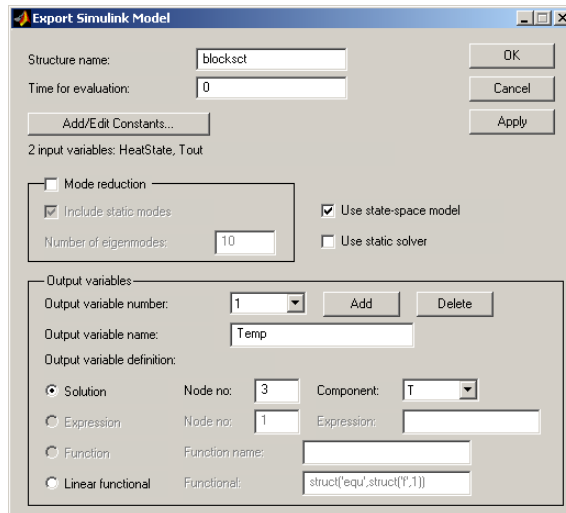 Export Simulink Model
Structure name: blocksct OK
Time for evaluation: 0 Cancel
Add/Edit Constants... Apply
2 input variables: HeatState, Tout
Mode reduction
Include static modes Use state-space model
Number of eigenmodes: 10 Use static solver
Output variables
Output variable number: 1 Add Delete
Output variable name: Temp
Output variable definition:
Solution Node no: 3 Component: T
Expression Node no: 1 Expression:
Function Function name:
Linear functional Functional: struct('equ',struct('f',1))